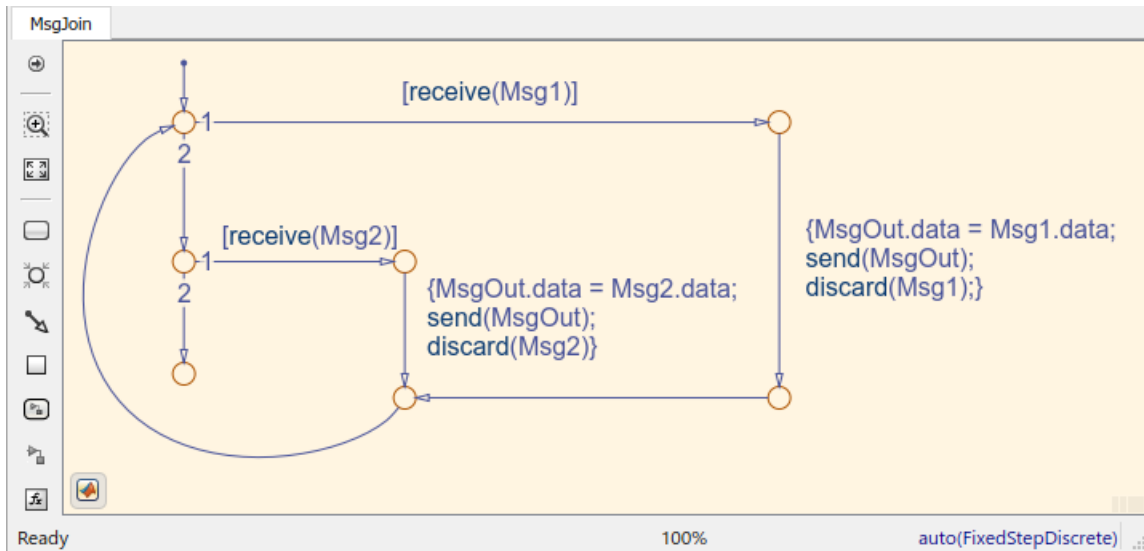 MsgJoin
[receive(Msg1)]
1
2
[receive(Msg2)]
1
2
{MsgOut.data = Msg1.data;
send(MsgOut);
discard(Msg1);}
{MsgOut.data = Msg2.data;
send(MsgOut);
discard(Msg2)}
fx
Ready
100%
auto(FixedStepDiscrete)